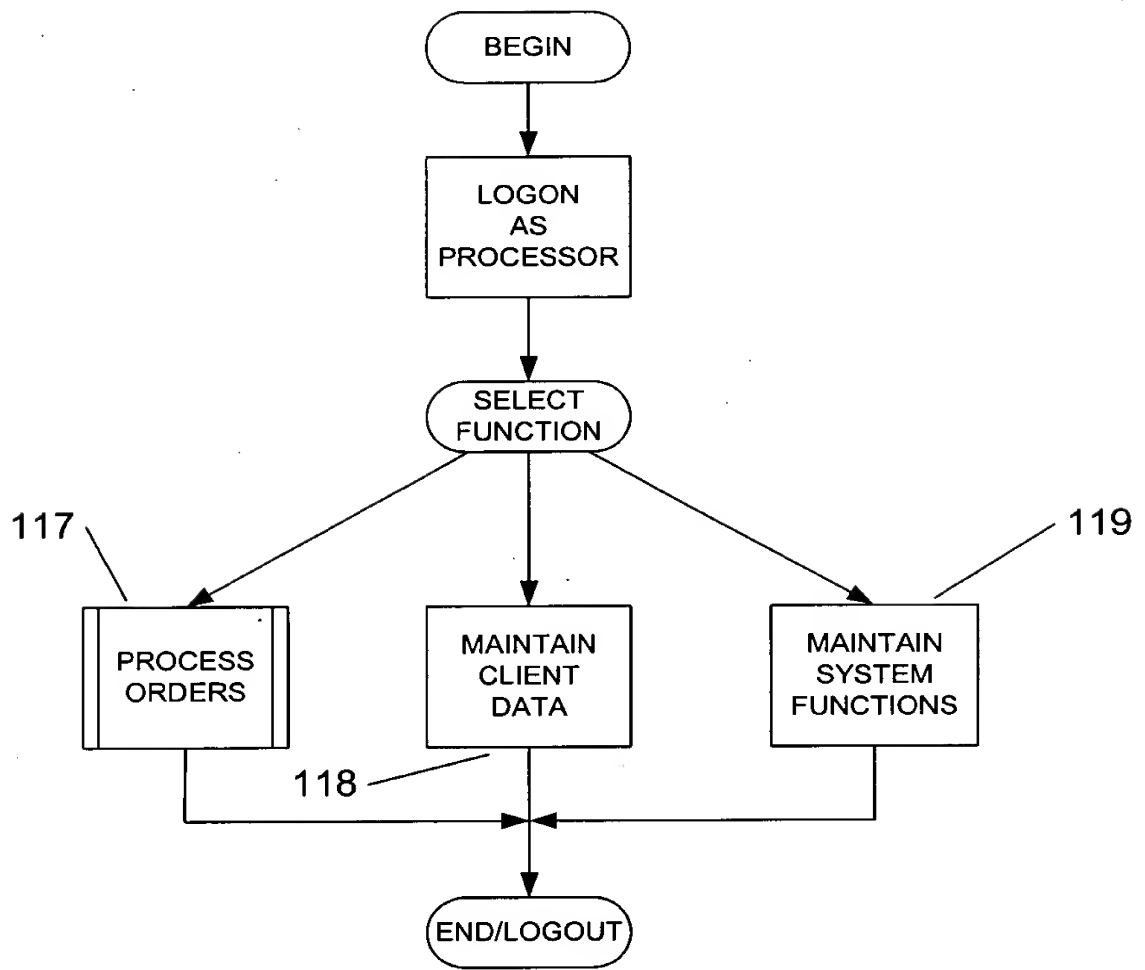 BEGIN
LOGON
AS
PROCESSOR
SELECT
FUNCTION
117
119
PROCESS
ORDERS
MAINTAIN
CLIENT
DATA
MAINTAIN
SYSTEM
FUNCTIONS
118
END/LOGOUT